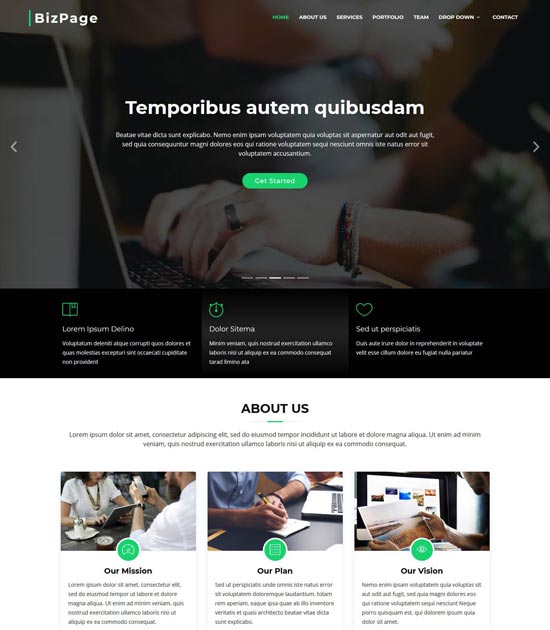 BizPage
HOME ABOUT US SERVICES PORTFOLIO TEAM DROP DOWN CONTACT
Temporibus autem quibusdam
Beatae vitae dicta sunt explicabo. Nemo enim ipsam voluptatem quia voluptas sit aspernatur aut odit aut fugit,
sed quia consequuntur magni dolores eos qui ratione voluptatem sequi nesciunt omnis iste natus error sit
voluptatem accusantium.
Get Started
Lorem Ipsum Delino
Voluptatum deleniti atque corrupti quos dolores et
quas molestias excepturi sint occaecati cupiditate
non provident
Dolor Sitema
Minim veniam, quis nostrud exercitation ullamco
laboris nisi ut aliquip ex ea commodo consequat
tarad limino ata
Sed ut perspiciatis
Duis aute irure dolor in reprehenderit in voluptate
velit esse cillum dolore eu fugiat nulla pariatur
ABOUT US
Lorem ipsum dolor sit amet, consectetur adipiscing elit, sed do eiusmod tempor incididunt ut labore et dolore magna aliqua. Ut enim ad minim
veniam, quis nostrud exercitation ullamco laboris nisi ut aliquip ex ea commodo consequat.
Our Mission
Lorem ipsum dolor sit amet, consectetur elit,
sed do eiusmod tempor ut labore et dolore
magna aliqua. Ut enim ad minim veniam, quis
nostrud exercitation ullamco laboris nisi ut
aliquip ex ea commodo consequat.
Our Plan
Sed ut perspiciatis unde omnis iste natus error
sit voluptatem doloremque laudantium, totam
rem aperiam, eaque ipsa quae ab illo inventore
veritatis et quasi architecto beatae vitae dicta
sunt explicabo.
Our Vision
Nemo enim ipsam voluptatem quia voluptas sit
aut odit aut fugit, sed quia magni dolores eos
qui ratione voluptatem sequi nesciunt Neque
porro quisquam est, qui dolorem ipsum quia
dolor sit amet.